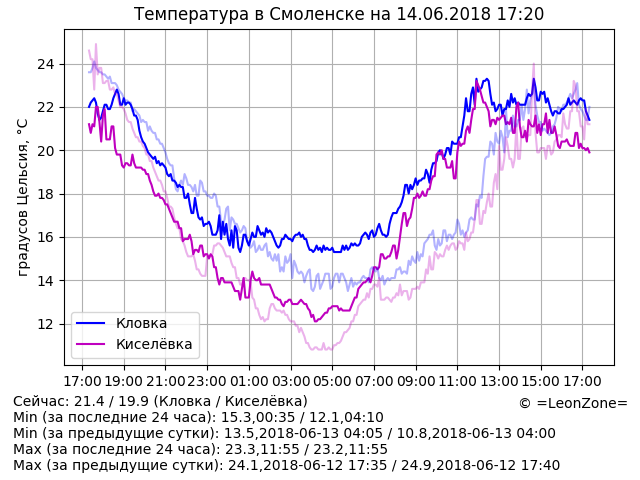 Температура в Смоленске на 14.06.2018 17:20
градусов Цельсия, °C
24
22
20
18
16
14
12
Кловка
Киселёвка
17:00 19:00 21:00 23:00 01:00 03:00 05:00 07:00 09:00 11:00 13:00 15:00 17:00
Сейчас: 21.4 / 19.9 (Кловка / Киселёвка)
© =LeonZone=
Min (за последние 24 часа): 15.3,00:35 / 12.1,04:10
Min (за предыдущие сутки): 13.5,2018-06-13 04:05 / 10.8,2018-06-13 04:00
Max (за последние 24 часа): 23.3,11:55 / 23.2,11:55
Max (за предыдущие сутки): 24.1,2018-06-12 17:35 / 24.9,2018-06-12 17:40